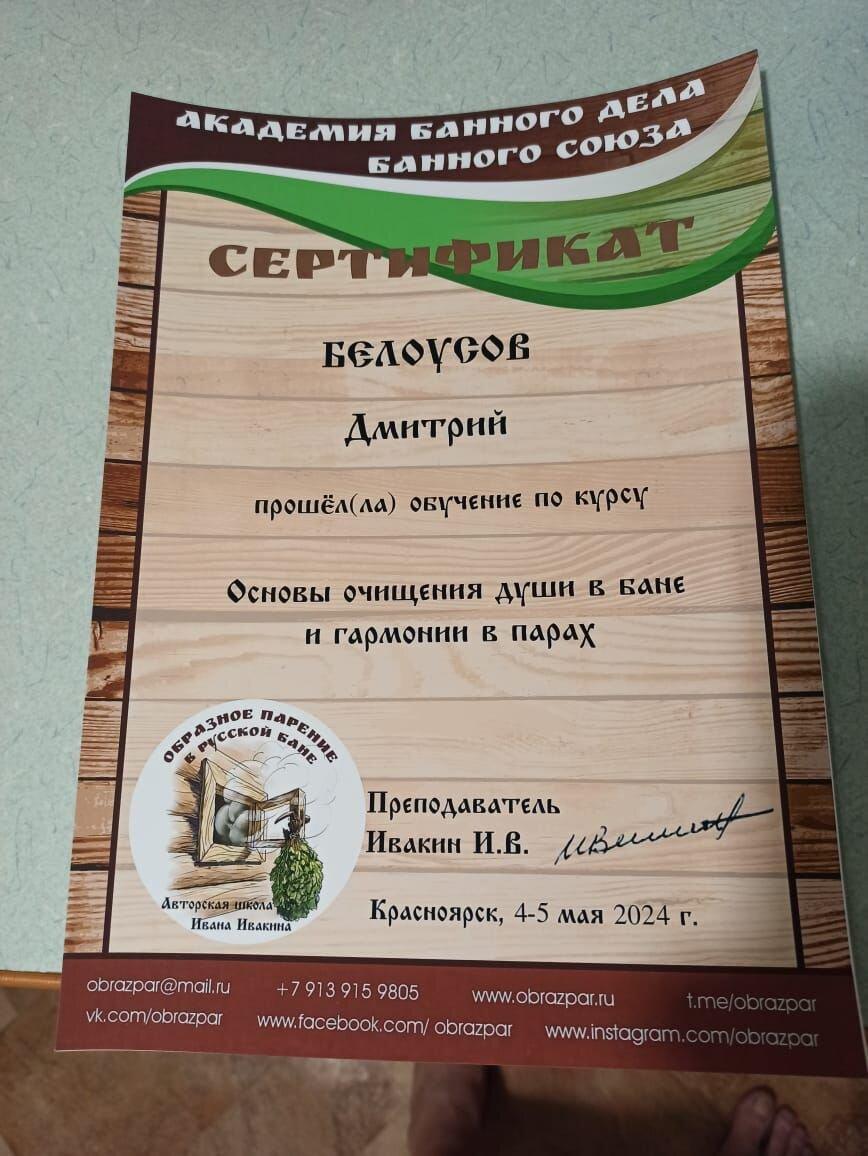 АКАДЕМИЯ БАННОГО ДЕЛА
БАННОГО СОЮЗА
СЕРТИФИКАТ
БЕЛОУСОВ
Дмитрий
прошёл(ла) обучение по курсу
Основы очищения души в бане
и гармонии в парах
ОБРАЗНОЕ ПАРЕНИЕ
В РУССКОЙ БАНЕ
Авторская школа
Ивана Ивакина
Преподаватель
Ивакин И.В.
Красноярск, 4-5 мая 2024 г.
obrazpar@mail.ru +7 913 915 9805 www.obrazpar.ru t.me/obrazpar
vk.com/obrazpar www.facebook.com/ obrazpar www.instagram.com/obrazpar